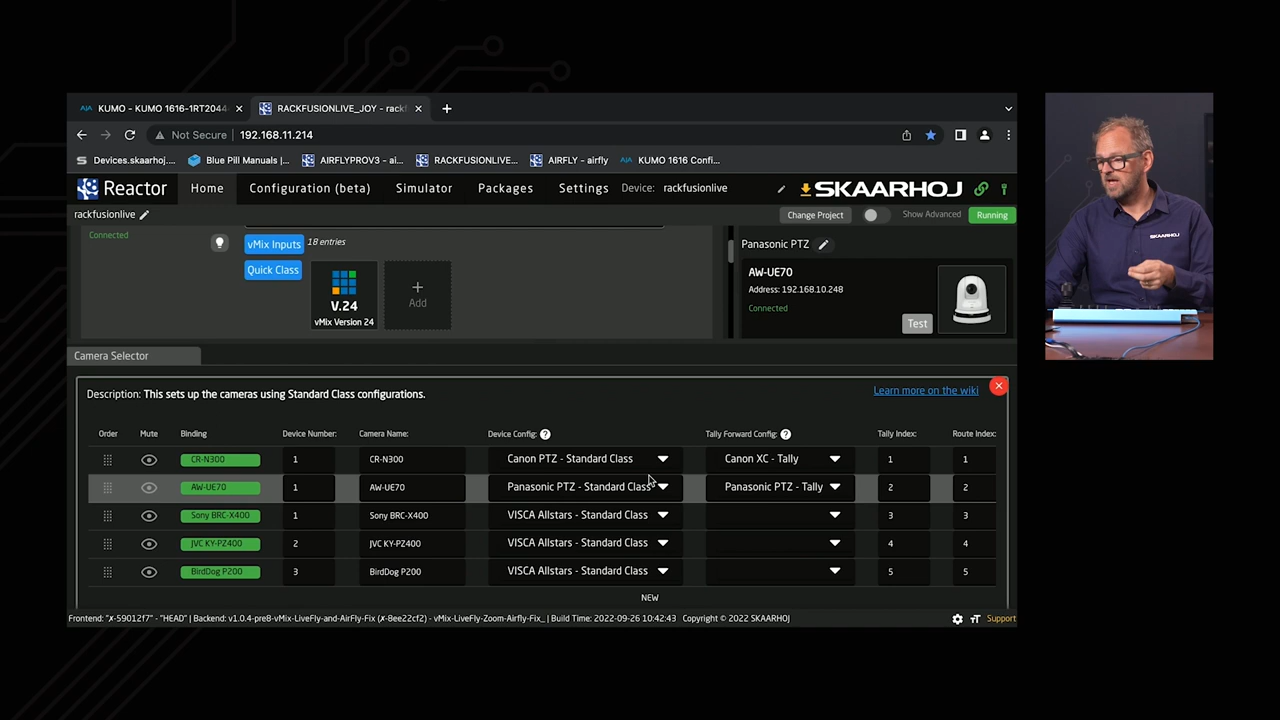 KUMO - KUMO 1616-1RT204
RACKFUSIONLIVE_JOY - rack
Not Secure 192.168.11.214
Devices.skaarhoj.... Blue Pill Manuals |... AIRFLYPROV3 - ai... RACKFUSIONLIVE... AIRFLY - airfly KUMO 1616 Confi...
Reactor Home Configuration (beta) Simulator Packages Settings Device: rackfusionlive SKAARHOJ
rackfusionlive Change Project Show Advanced Running
Connected
vMix Inputs 18 entries
Quick Class
V.24
vMix Version 24
Add
Panasonic PTZ
AW-UE70
Address: 192.168.10.248
Connected
Test
Camera Selector
Description: This sets up the cameras using Standard Class configurations. Learn more on the wiki
Order Mute Binding Device Number: Camera Name: Device Config: ? Tally Forward Config: ? Tally Index: Route Index:
CR-N300 1 CR-N300 Canon PTZ - Standard Class Canon XC - Tally 1 1
AW-UE70 1 AW-UE70 Panasonic PTZ - Standard Class Panasonic PTZ - Tally 2 2
Sony BRC-X400 1 Sony BRC-X400 VISCA Allstars - Standard Class 3 3
JVC KY-PZ400 2 JVC KY-PZ400 VISCA Allstars - Standard Class 4 4
BirdDog P200 3 BirdDog P200 VISCA Allstars - Standard Class 5 5
NEW
Frontend: "✗-59012f7" - "HEAD" | Backend: v1.0.4-pre8-vMix-LiveFly-and-AirFly-Fix (✗-8ee22cf2) - vMix-LiveFly-Zoom-Airfly-Fix_ | Build Time: 2022-09-26 10:42:43 Copyright © 2022 SKAARHOJ Support
SKAARHOJ